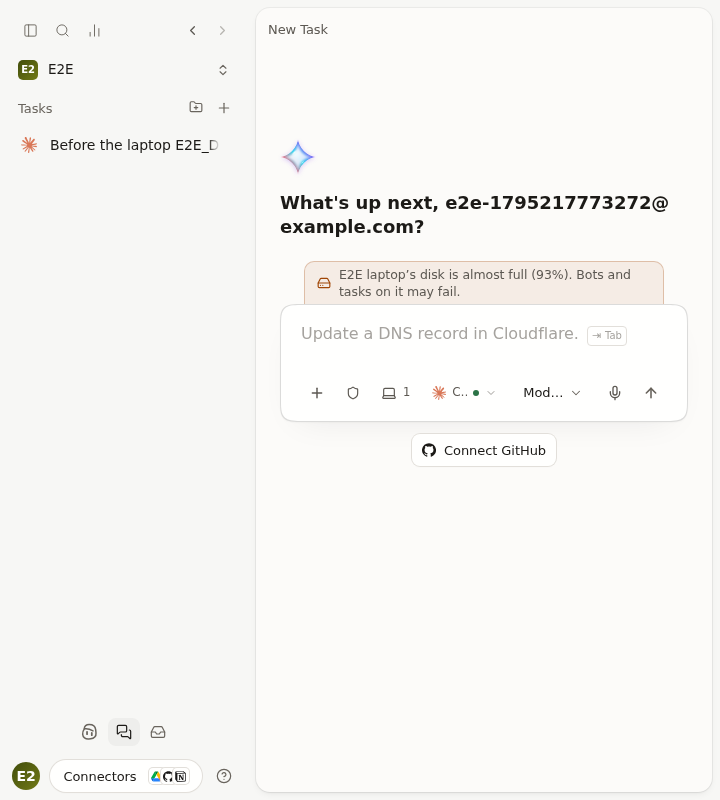 New Task
E2 E2E
Tasks
Before the laptop E2E_D
What's up next, e2e-1795217773272@
example.com?
E2E laptop’s disk is almost full (93%). Bots and
tasks on it may fail.
Update a DNS record in Cloudflare. ⇥ Tab
1 C.. Mod...
Connect GitHub
E2 Connectors